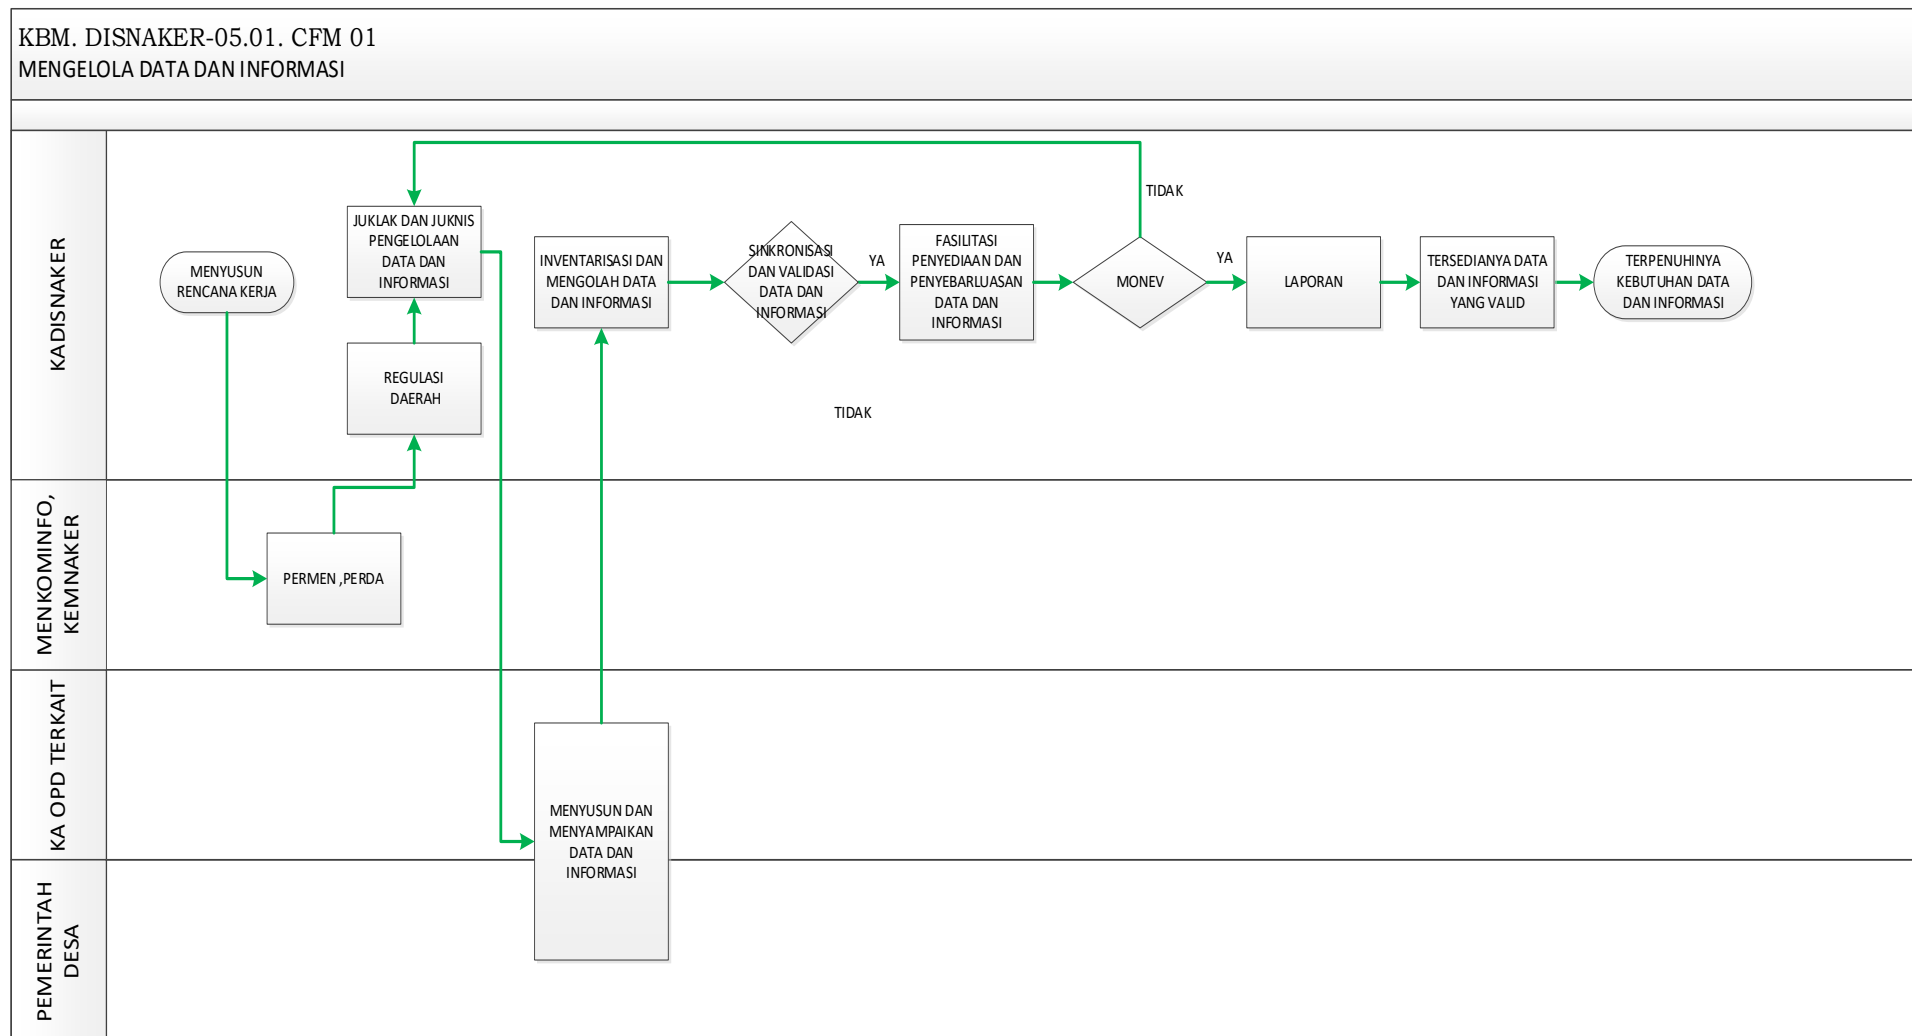 KBM. DISNAKER-05.01. CFM 01
MENGELOLA DATA DAN INFORMASI
KADISNAKER
MENYUSUN
RENCANA KERJA
JUKLAK DAN JUKNIS
PENGELOLAAN
DATA DAN
INFORMASI
REGULASI
DAERAH
INVENTARISASI DAN
MENGOLAH DATA
DAN INFORMASI
SINKRONISASI
DAN VALIDASI
DATA DAN
INFORMASI
YA
TIDAK
FASILITASI
PENYEDIAAN DAN
PENYEBARLUASAN
DATA DAN
INFORMASI
MONEV
TIDAK
YA
LAPORAN
TERSEDIANYA DATA
DAN INFORMASI
YANG VALID
TERPENUHINYA
KEBUTUHAN DATA
DAN INFORMASI
MENKOMINFO,
KEMNAKER
PERMEN ,PERDA
KA OPD TERKAIT
MENYUSUN DAN
MENYAMPAIKAN
DATA DAN
INFORMASI
PEMERINTAH
DESA